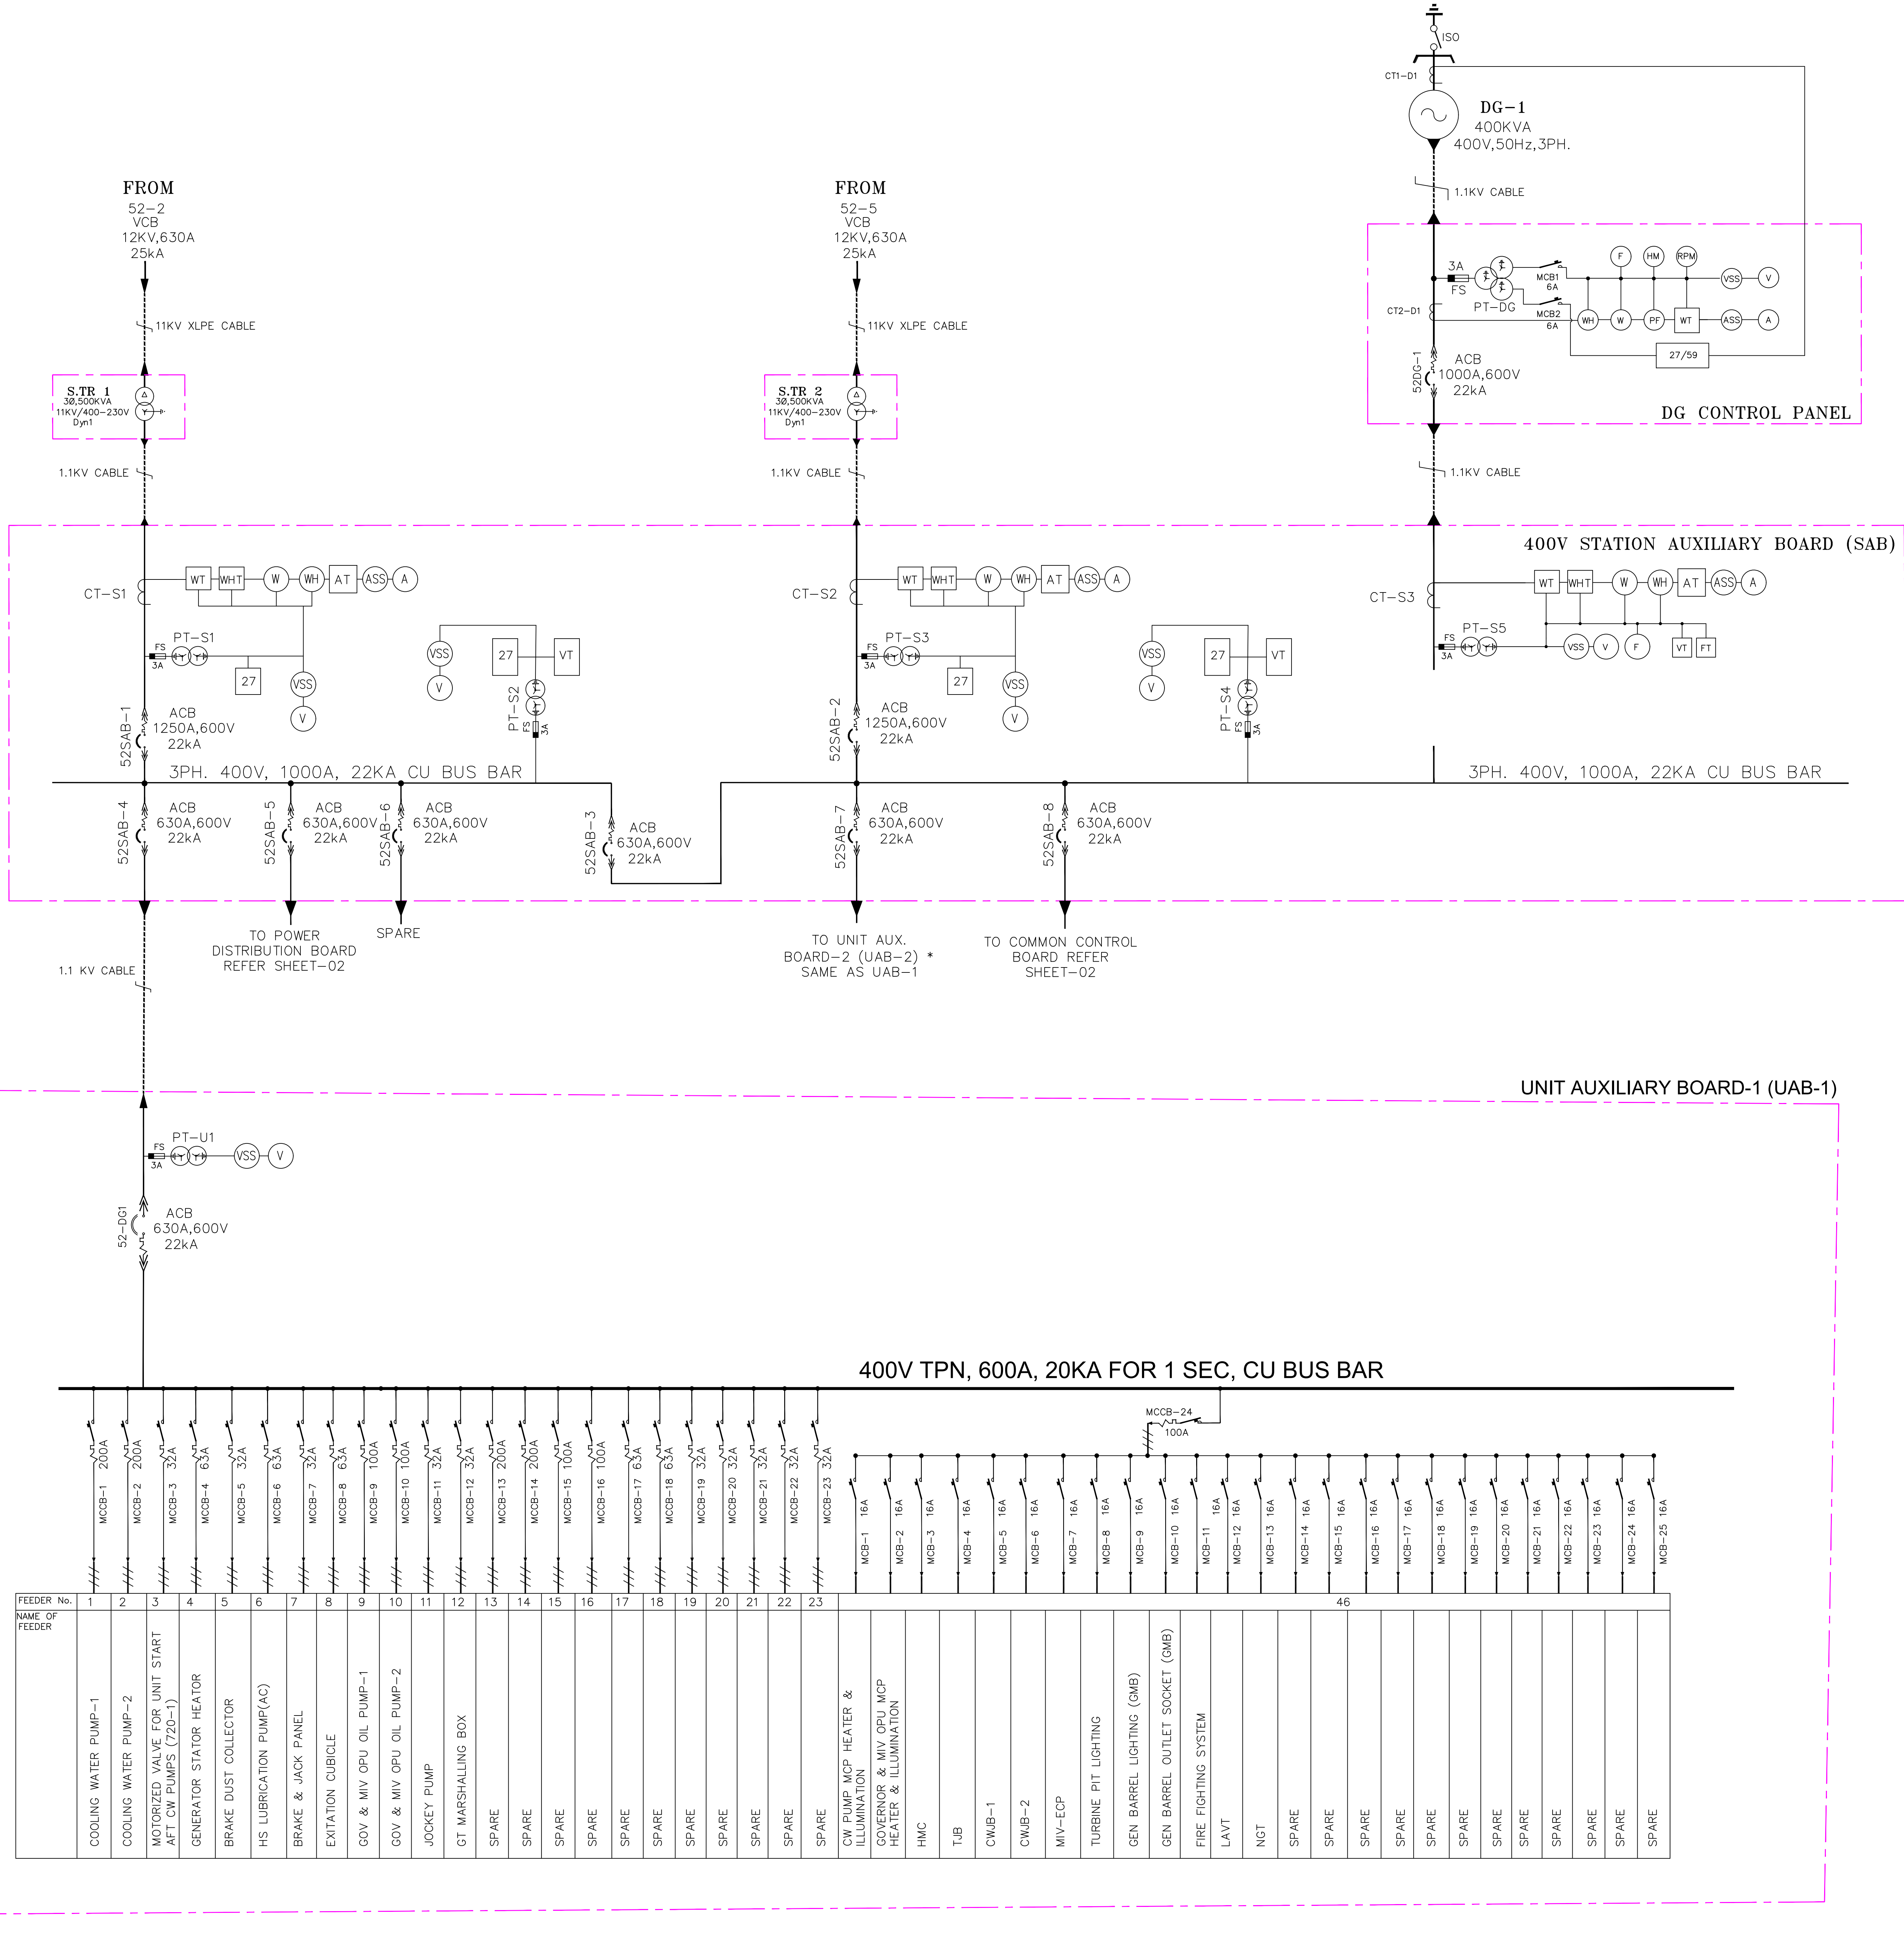 ISO
CT1-D1
DG-1
400KVA
400V,50Hz,3PH.
1.1KV CABLE
FROM
52-2
VCB
12KV,630A
25kA
11KV XLPE CABLE
S.TR 1
3Ø,500KVA
11KV/400-230V
Dyn1
1.1KV CABLE
FROM
52-5
VCB
12KV,630A
25kA
11KV XLPE CABLE
S.TR 2
3Ø,500KVA
11KV/400-230V
Dyn1
1.1KV CABLE
3A
FS
PT-DG
MCB1
6A
MCB2
6A
F
HM
RPM
VSS
V
CT2-D1
WH
W
PF
WT
ASS
A
27/59
52DG-1
ACB
1000A,600V
22kA
DG CONTROL PANEL
1.1KV CABLE
400V STATION AUXILIARY BOARD (SAB)
CT-S1
WT
WHT
W
WH
AT
ASS
A
FS
3A
PT-S1
27
VSS
V
VSS
V
27
VT
PT-S2
FS
3A
52SAB-1
ACB
1250A,600V
22kA
CT-S2
WT
WHT
W
WH
AT
ASS
A
FS
3A
PT-S3
27
VSS
V
VSS
V
27
VT
PT-S4
FS
3A
52SAB-2
ACB
1250A,600V
22kA
CT-S3
WT
WHT
W
WH
AT
ASS
A
FS
3A
PT-S5
VSS
V
F
VT
FT
3PH. 400V, 1000A, 22KA CU BUS BAR
3PH. 400V, 1000A, 22KA CU BUS BAR
52SAB-4
ACB
630A,600V
22kA
52SAB-5
ACB
630A,600V
22kA
52SAB-6
ACB
630A,600V
22kA
52SAB-3
ACB
630A,600V
22kA
52SAB-7
ACB
630A,600V
22kA
52SAB-8
ACB
630A,600V
22kA
TO POWER
DISTRIBUTION BOARD
REFER SHEET-02
SPARE
TO UNIT AUX.
BOARD-2 (UAB-2) *
SAME AS UAB-1
TO COMMON CONTROL
BOARD REFER
SHEET-02
1.1 KV CABLE
UNIT AUXILIARY BOARD-1 (UAB-1)
FS
3A
PT-U1
VSS
V
52-DG1
ACB
630A,600V
22kA
400V TPN, 600A, 20KA FOR 1 SEC, CU BUS BAR
MCCB-24
100A
MCCB-1 200A
MCCB-2 200A
MCCB-3 32A
MCCB-4 63A
MCCB-5 32A
MCCB-6 63A
MCCB-7 32A
MCCB-8 63A
MCCB-9 100A
MCCB-10 100A
MCCB-11 32A
MCCB-12 32A
MCCB-13 200A
MCCB-14 200A
MCCB-15 100A
MCCB-16 100A
MCCB-17 63A
MCCB-18 63A
MCCB-19 32A
MCCB-20 32A
MCCB-21 32A
MCCB-22 32A
MCCB-23 32A
MCB-1 16A
MCB-2 16A
MCB-3 16A
MCB-4 16A
MCB-5 16A
MCB-6 16A
MCB-7 16A
MCB-8 16A
MCB-9 16A
MCB-10 16A
MCB-11 16A
MCB-12 16A
MCB-13 16A
MCB-14 16A
MCB-15 16A
MCB-16 16A
MCB-17 16A
MCB-18 16A
MCB-19 16A
MCB-20 16A
MCB-21 16A
MCB-22 16A
MCB-23 16A
MCB-24 16A
MCB-25 16A
FEEDER No. 1 2 3 4 5 6 7 8 9 10 11 12 13 14 15 16 17 18 19 20 21 22 23 46
NAME OF
FEEDER
COOLING WATER PUMP-1
COOLING WATER PUMP-2
MOTORIZED VALVE FOR UNIT START
AFT CW PUMPS (720-1)
GENERATOR STATOR HEATOR
BRAKE DUST COLLECTOR
HS LUBRICATION PUMP(AC)
BRAKE & JACK PANEL
EXITATION CUBICLE
GOV & MIV OPU OIL PUMP-1
GOV & MIV OPU OIL PUMP-2
JOCKEY PUMP
GT MARSHALLING BOX
SPARE
SPARE
SPARE
SPARE
SPARE
SPARE
SPARE
SPARE
SPARE
SPARE
SPARE
CW PUMP MCP HEATER &
ILLUMINATION
GOVERNOR & MIV OPU MCP
HEATER & ILLUMINATION
HMC
TJB
CWJB-1
CWJB-2
MIV-ECP
TURBINE PIT LIGHTING
GEN BARREL LIGHTING (GMB)
GEN BARREL OUTLET SOCKET (GMB)
FIRE FIGHTING SYSTEM
LAVT
NGT
SPARE
SPARE
SPARE
SPARE
SPARE
SPARE
SPARE
SPARE
SPARE
SPARE
SPARE
SPARE